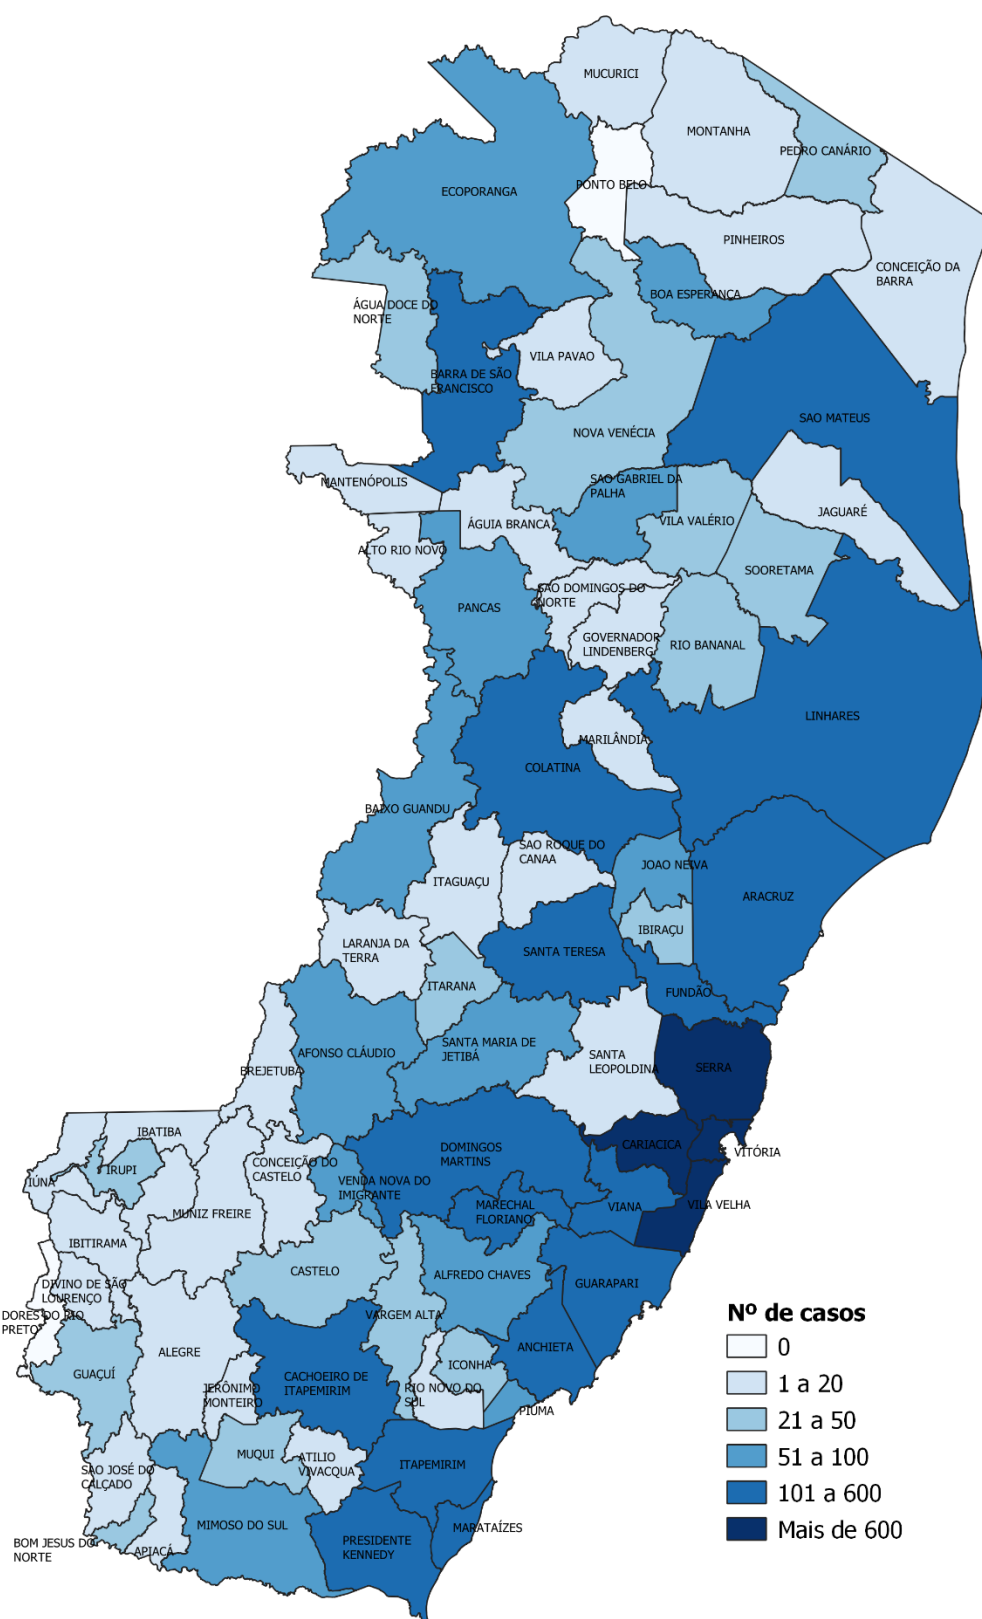 MUCURICI
MONTANHA
PEDRO CANÁRIO
PONTO BELO
ECOPORANGA
PINHEIROS
CONCEIÇÃO DA
BARRA
BOA ESPERANÇA
ÁGUA DOCE DO
NORTE
VILA PAVAO
BARRA DE SÃO
FRANCISCO
SAO MATEUS
NOVA VENÉCIA
MANTENÓPOLIS
SAO GABRIEL DA
PALHA
JAGUARÉ
ÁGUIA BRANCA
VILA VALÉRIO
ALTO RIO NOVO
SOORETAMA
SAO DOMINGOS DO
NORTE
PANCAS
GOVERNADOR
LINDENBERG
RIO BANANAL
LINHARES
MARILÂNDIA
COLATINA
BAIXO GUANDU
SAO ROQUE DO
CANAA
JOAO NEIVA
ITAGUAÇU
ARACRUZ
IBIRAÇU
LARANJA DA
TERRA
SANTA TERESA
ITARANA
FUNDÃO
SANTA MARIA DE
JETIBÁ
AFONSO CLÁUDIO
SANTA
LEOPOLDINA
SERRA
BREJETUBA
IBATIBA
CARIACICA
VITÓRIA
DOMINGOS
MARTINS
IRUPI
CONCEIÇÃO DO
CASTELO
IÚNA
VENDA NOVA DO
IMIGRANTE
MARECHAL
FLORIANO
VIANA
VILA VELHA
MUNIZ FREIRE
IBITIRAMA
CASTELO
ALFREDO CHAVES
GUARAPARI
DIVINO DE SÃO
LOURENÇO
DORES DO RIO
PRETO
VARGEM ALTA
ANCHIETA
ALEGRE
ICONHA
GUAÇUÍ
CACHOEIRO DE
ITAPEMIRIM
JERÔNIMO
MONTEIRO
RIO NOVO DO
SUL
PIUMA
MUQUI
ATILIO
VIVACQUA
ITAPEMIRIM
SAO JOSÉ DO
CALÇADO
MIMOSO DO SUL
MARATAÍZES
BOM JESUS DO
NORTE
APIACÁ
PRESIDENTE
KENNEDY
Nº de casos
0
1 a 20
21 a 50
51 a 100
101 a 600
Mais de 600